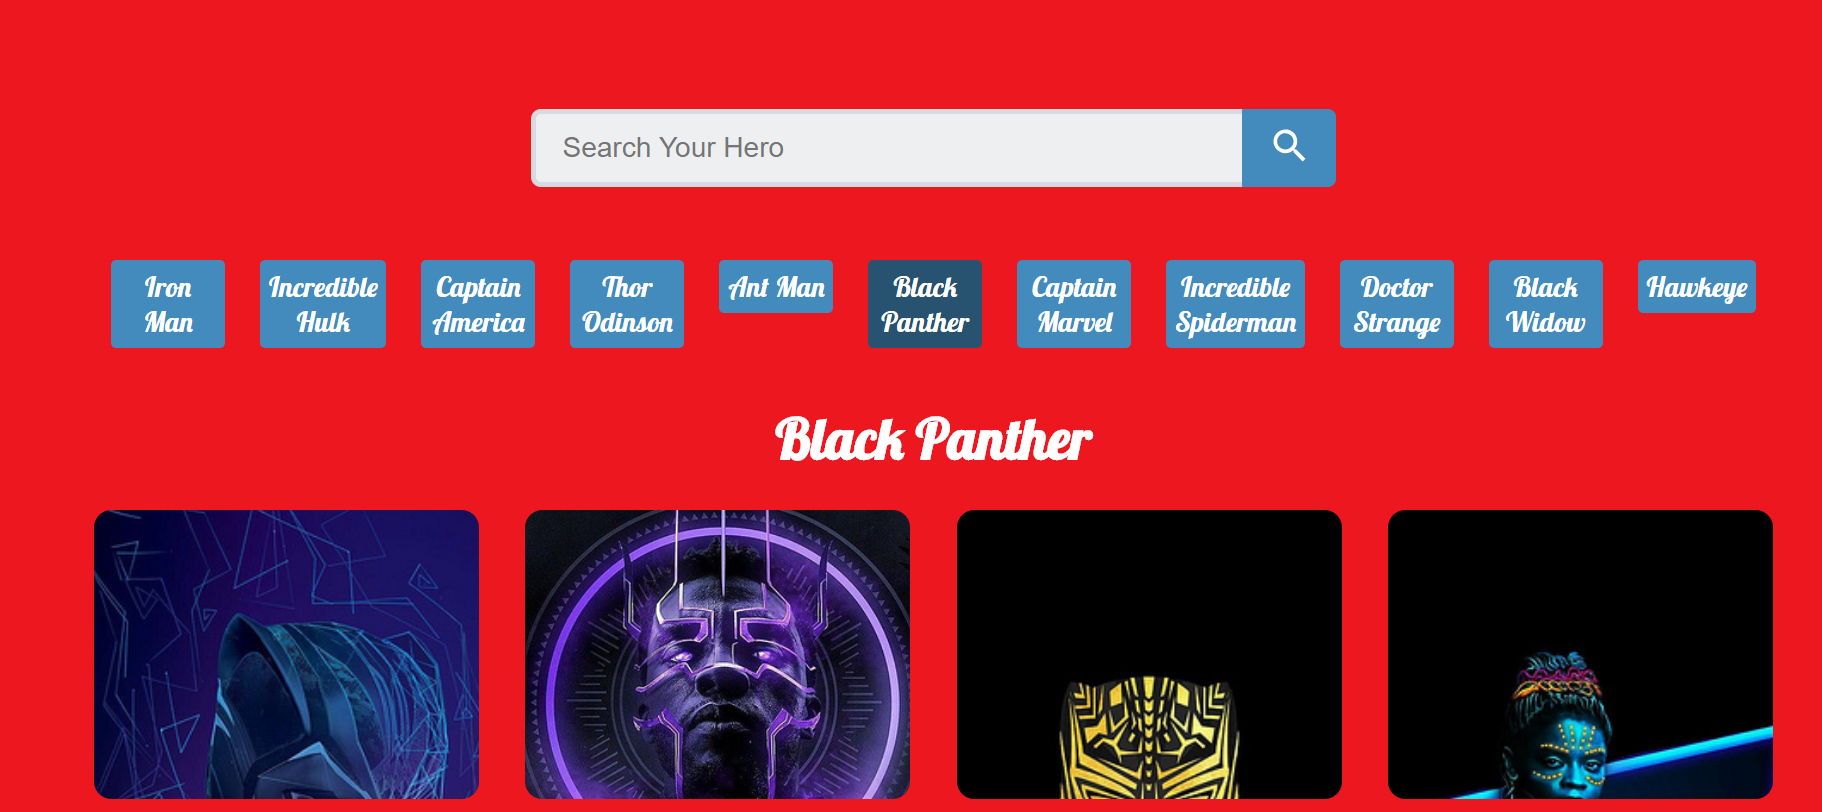 Search Your Hero
Iron
Man
Incredible
Hulk
Captain
America
Thor
Odinson
Ant Man
Black
Panther
Captain
Marvel
Incredible
Spiderman
Doctor
Strange
Black
Widow
Hawkeye
Black Panther